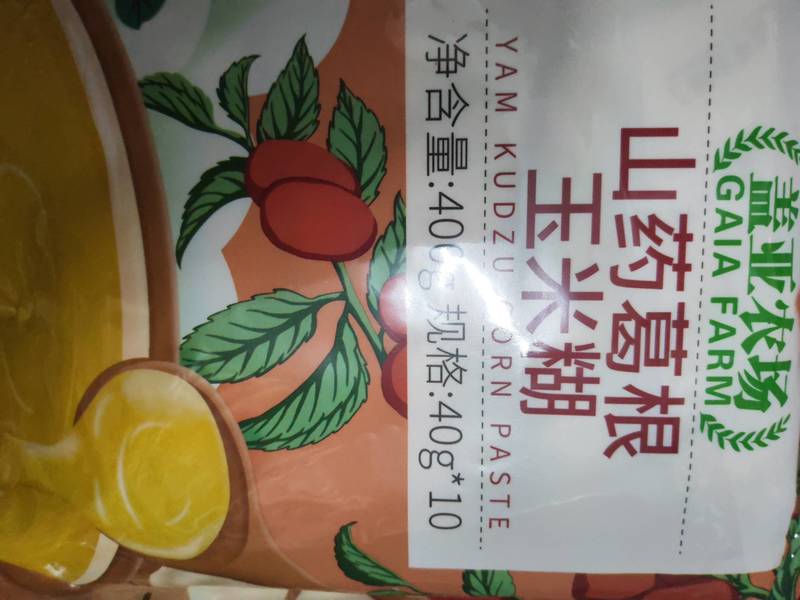 盖亚农场
GAIA FARM
山药葛根
玉米糊
YAM KUDZU CORN PASTE
净含量:400g 规格:40g*10